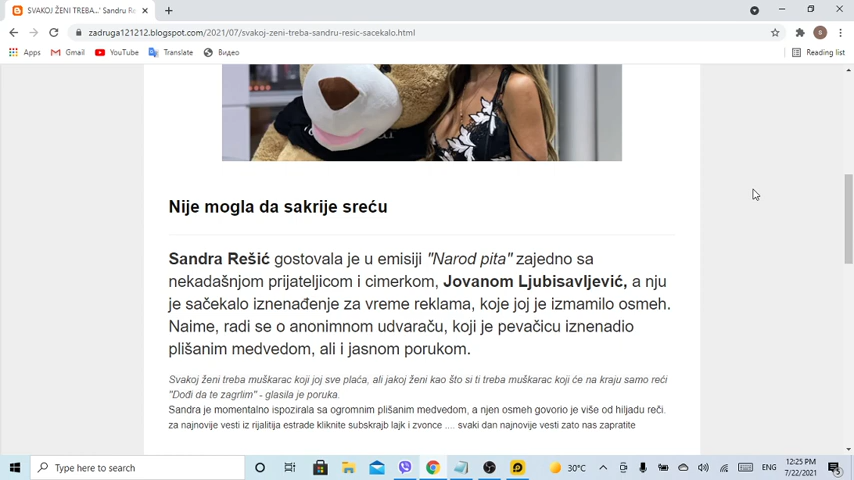 SVAKOJ ŽENI TREBA...' Sandru Re
zadruga121212.blogspot.com/2021/07/svakoj-zeni-treba-sandru-resic-sacekalo.html
Apps Gmail YouTube Translate Видео Reading list
Nije mogla da sakrije sreću
Sandra Rešić gostovala je u emisiji "Narod pita" zajedno sa
nekadašnjom prijateljicom i cimerkom, Jovanom Ljubisavljević, a nju
je sačekalo iznenađenje za vreme reklama, koje joj je izmamilo osmeh.
Naime, radi se o anonimnom udvaraču, koji je pevačicu iznenadio
plišanim medvedom, ali i jasnom porukom.
Svakoj ženi treba muškarac koji joj sve plaća, ali jakoj ženi kao što si ti treba muškarac koji će na kraju samo reći
"Dođi da te zagrlim" - glasila je poruka.
Sandra je momentalno ispozirala sa ogromnim plišanim medvedom, a njen osmeh govorio je više od hiljadu reči.
za najnovije vesti iz rijalitija estrade kliknite subskrajb lajk i zvonce .... svaki dan najnovije vesti zato nas zapratite
Type here to search
30°C
ENG
12:25 PM
7/22/2021